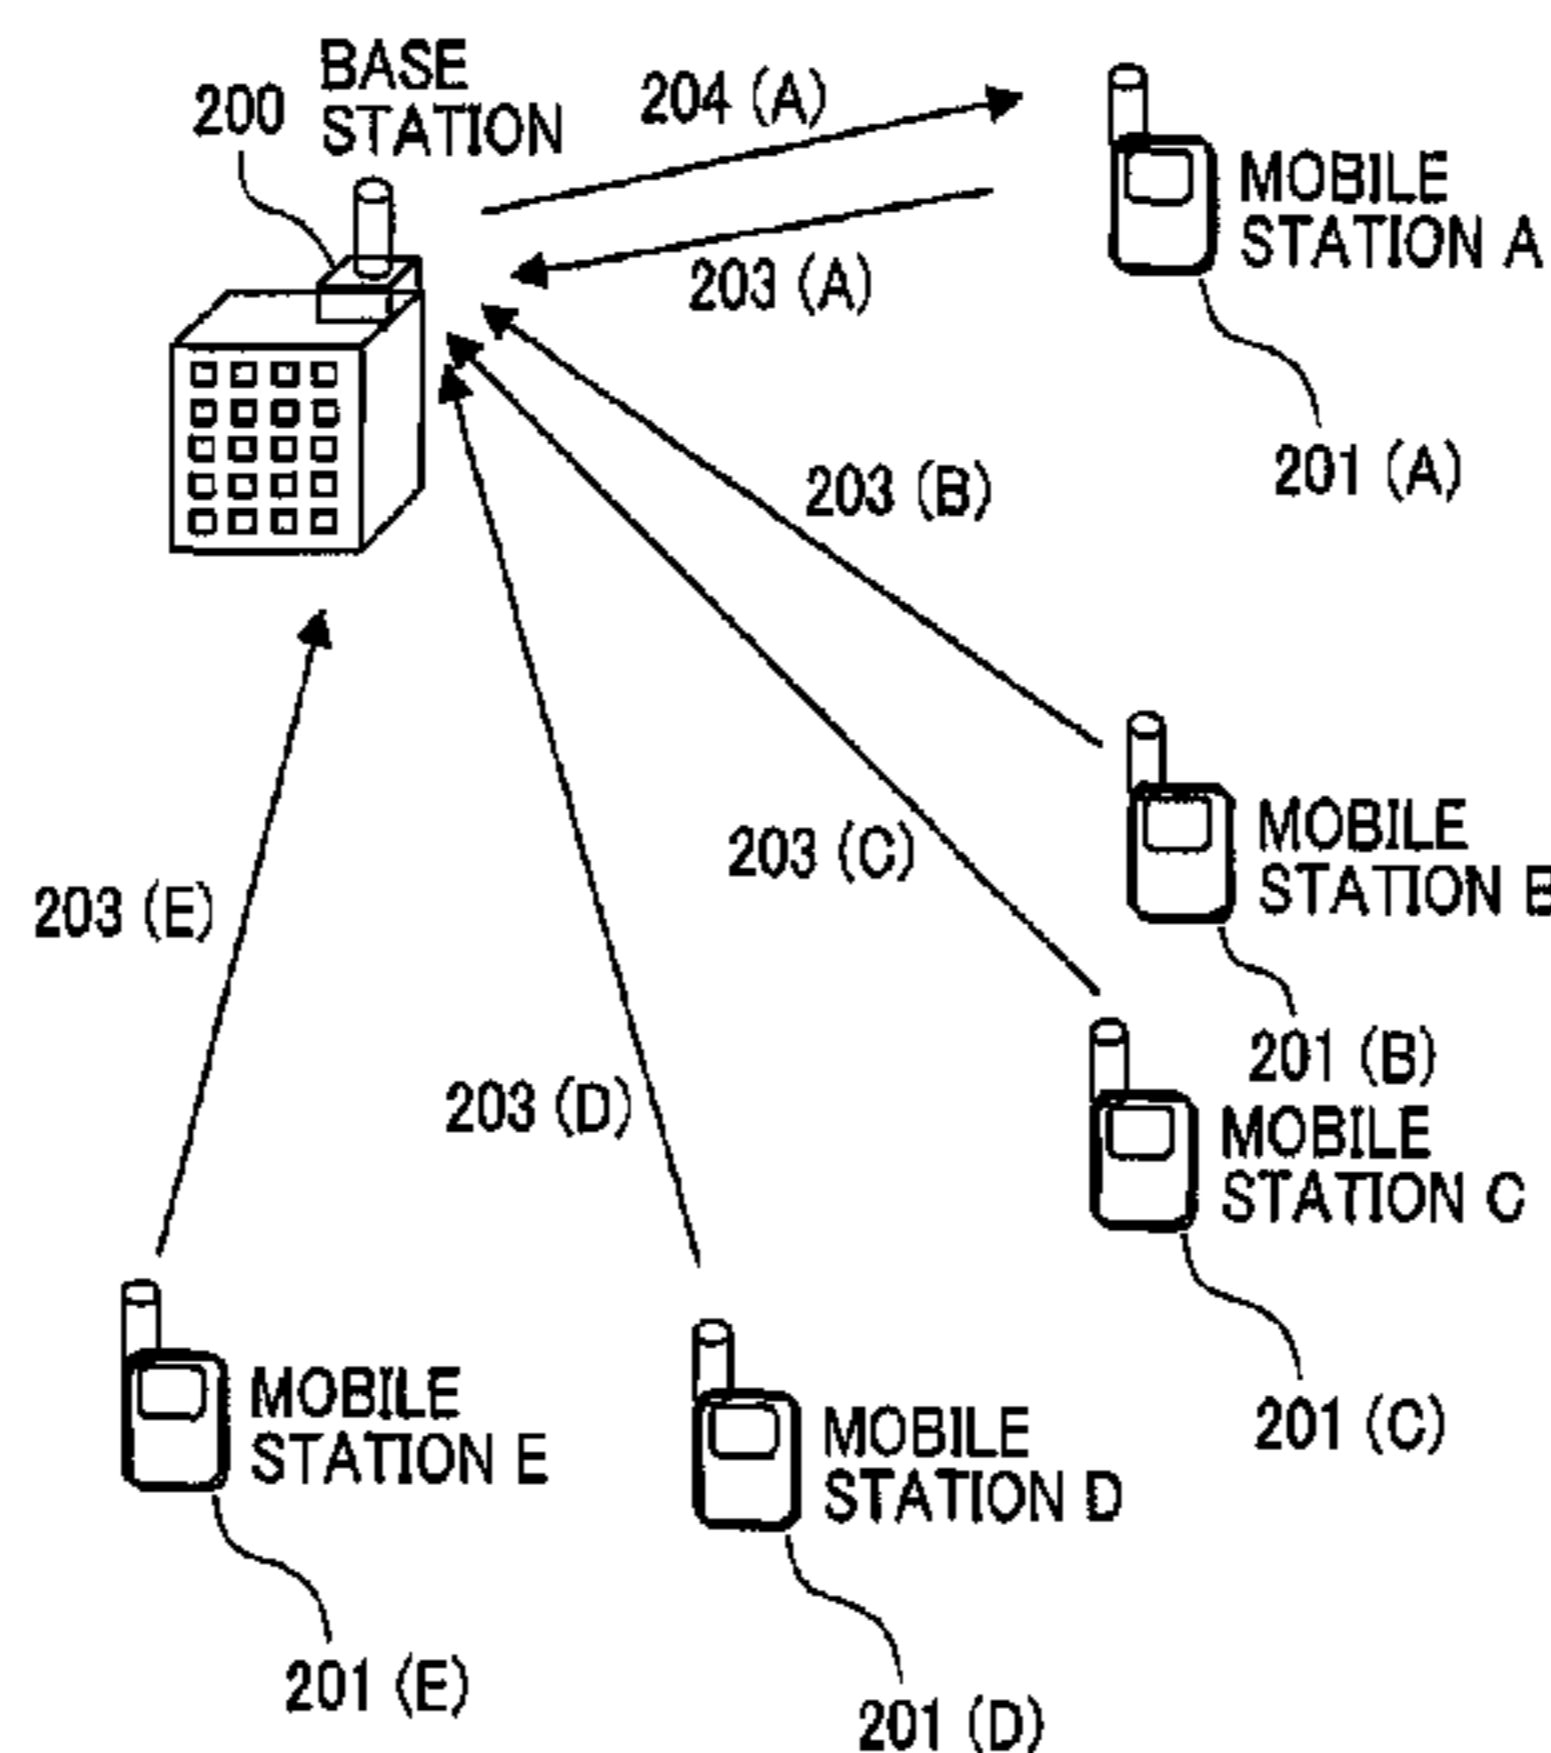 BASE
200 STATION
204 (A)
203 (A)
MOBILE
STATION A
201 (A)
203 (B)
MOBILE
STATION B
201 (B)
203 (C)
MOBILE
STATION C
201 (C)
203 (E)
203 (D)
MOBILE
STATION E
201 (E)
MOBILE
STATION D
201 (D)